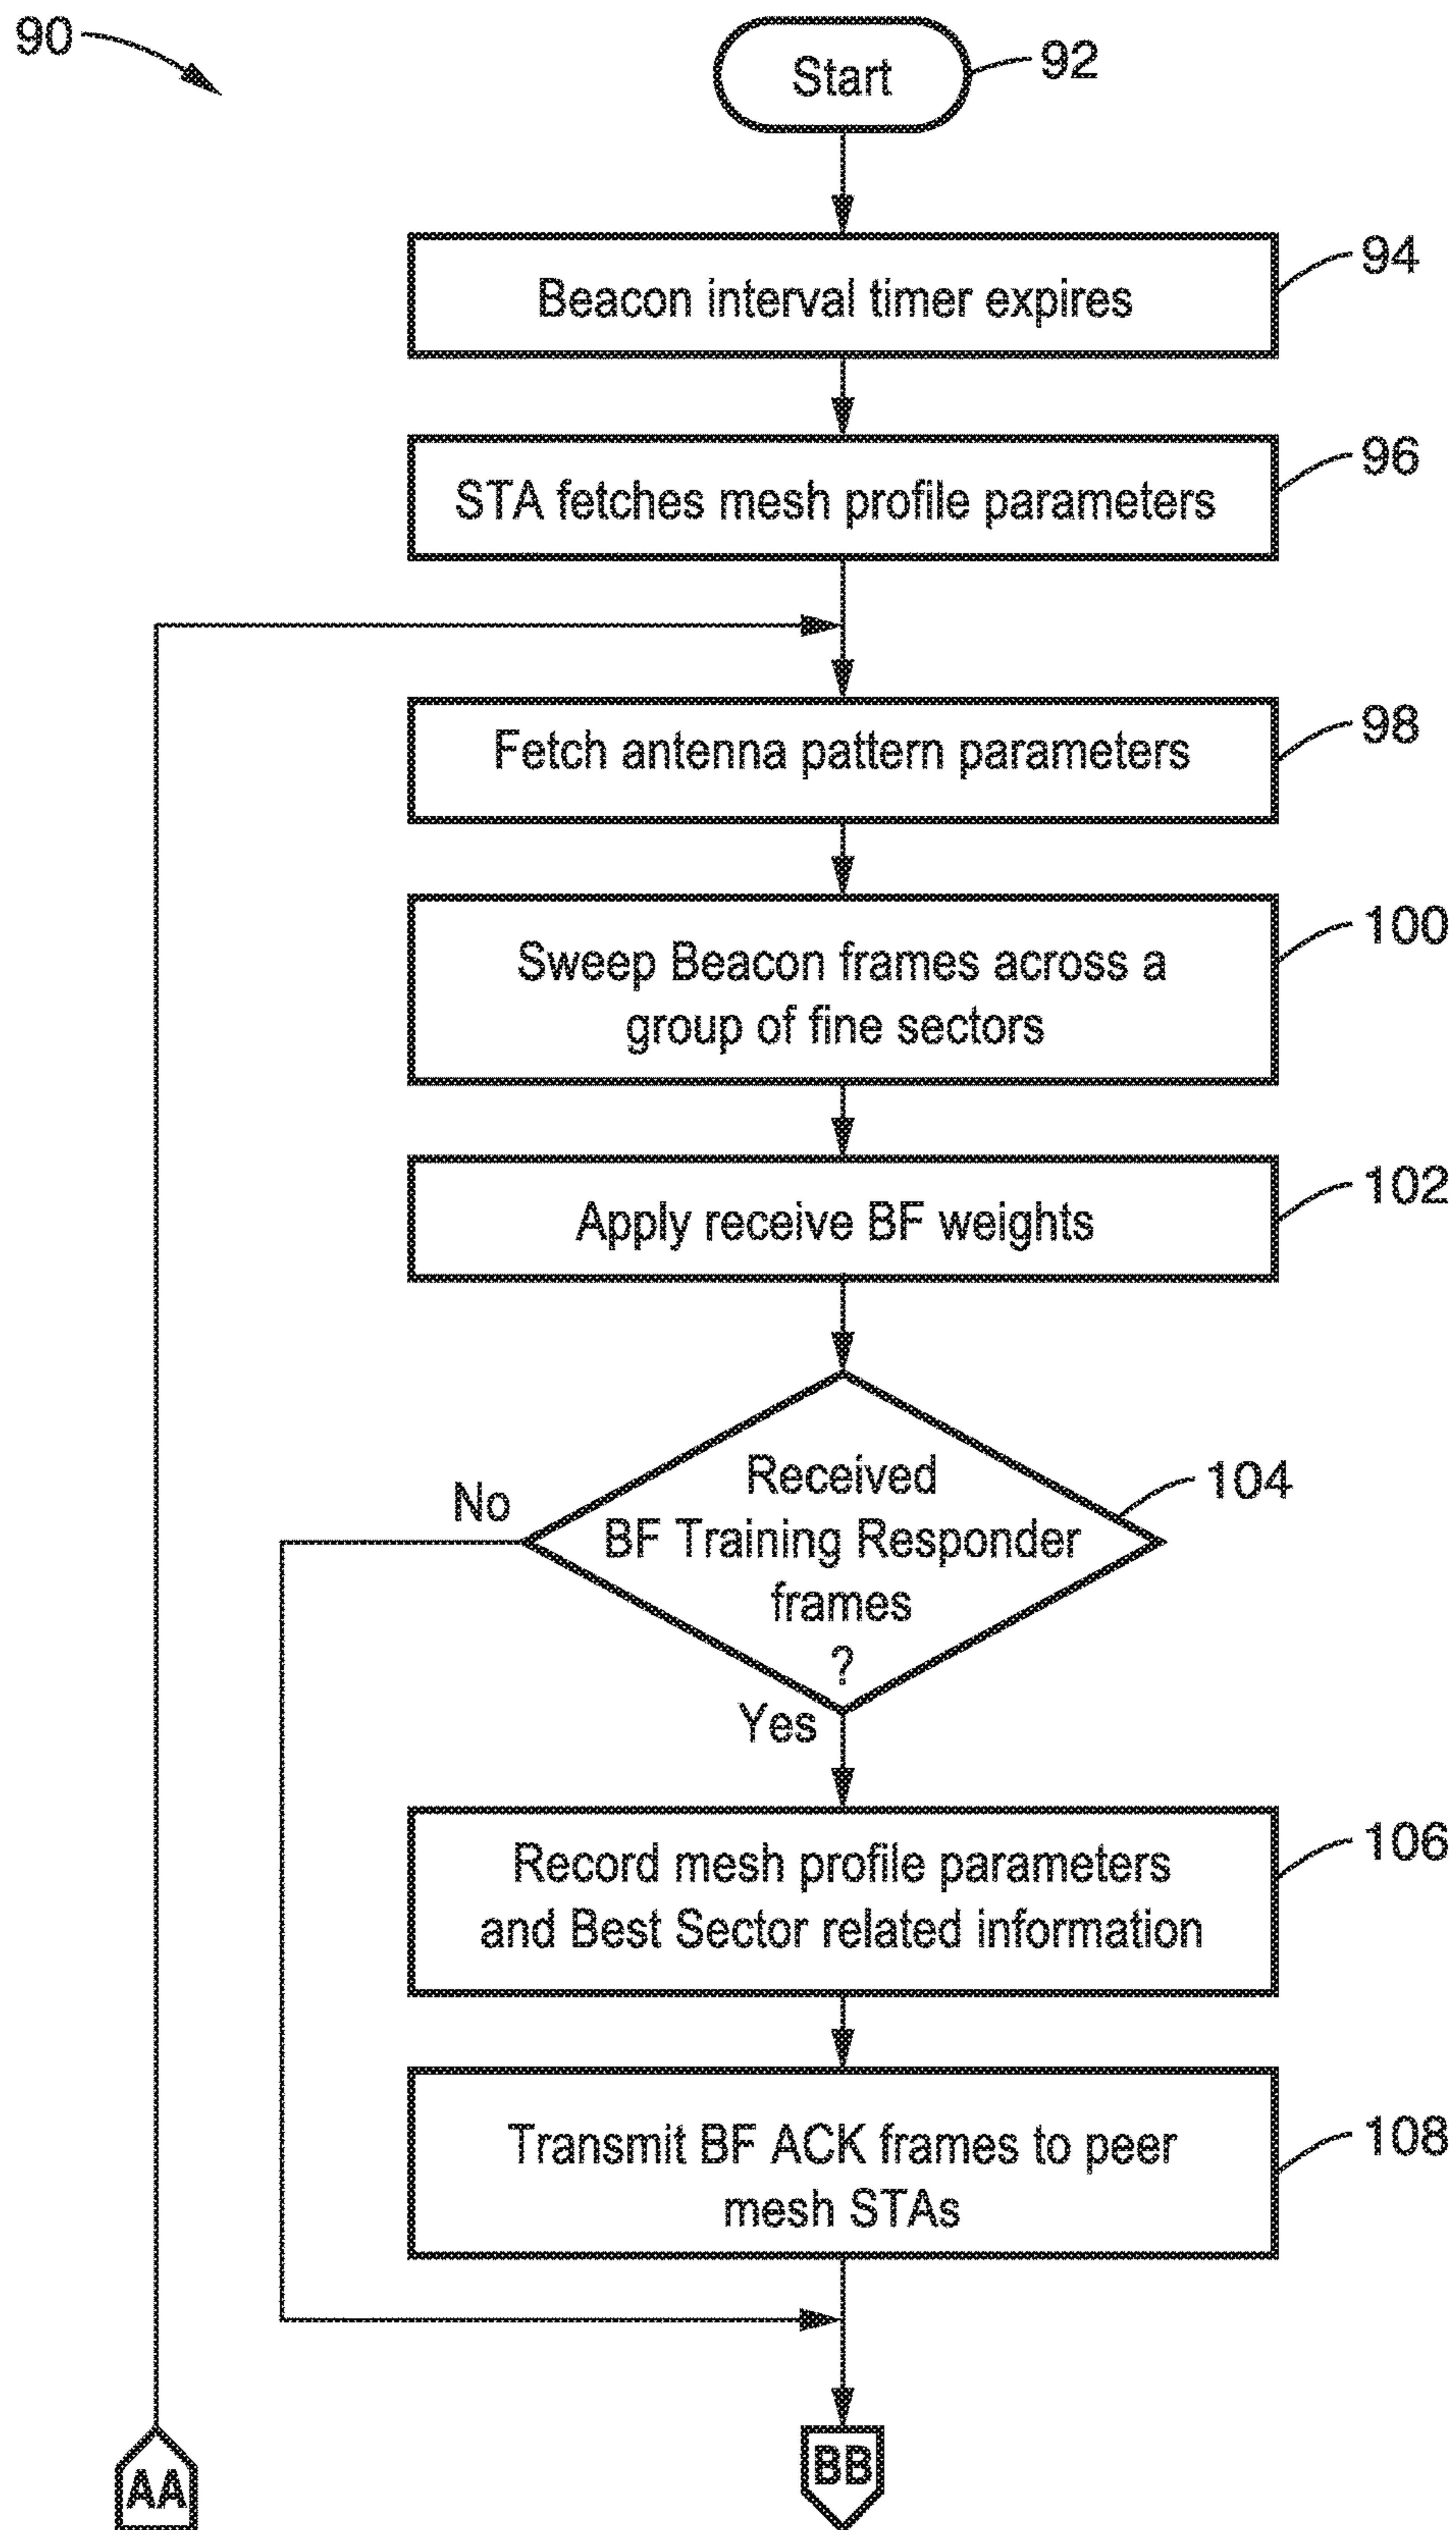 90
Start
92
Beacon interval timer expires
94
STA fetches mesh profile parameters
96
Fetch antenna pattern parameters
98
Sweep Beacon frames across a
group of fine sectors
100
Apply receive BF weights
102
Received
BF Training Responder
frames
?
104
No
Yes
Record mesh profile parameters
and Best Sector related information
106
Transmit BF ACK frames to peer
mesh STAs
108
AA
BB